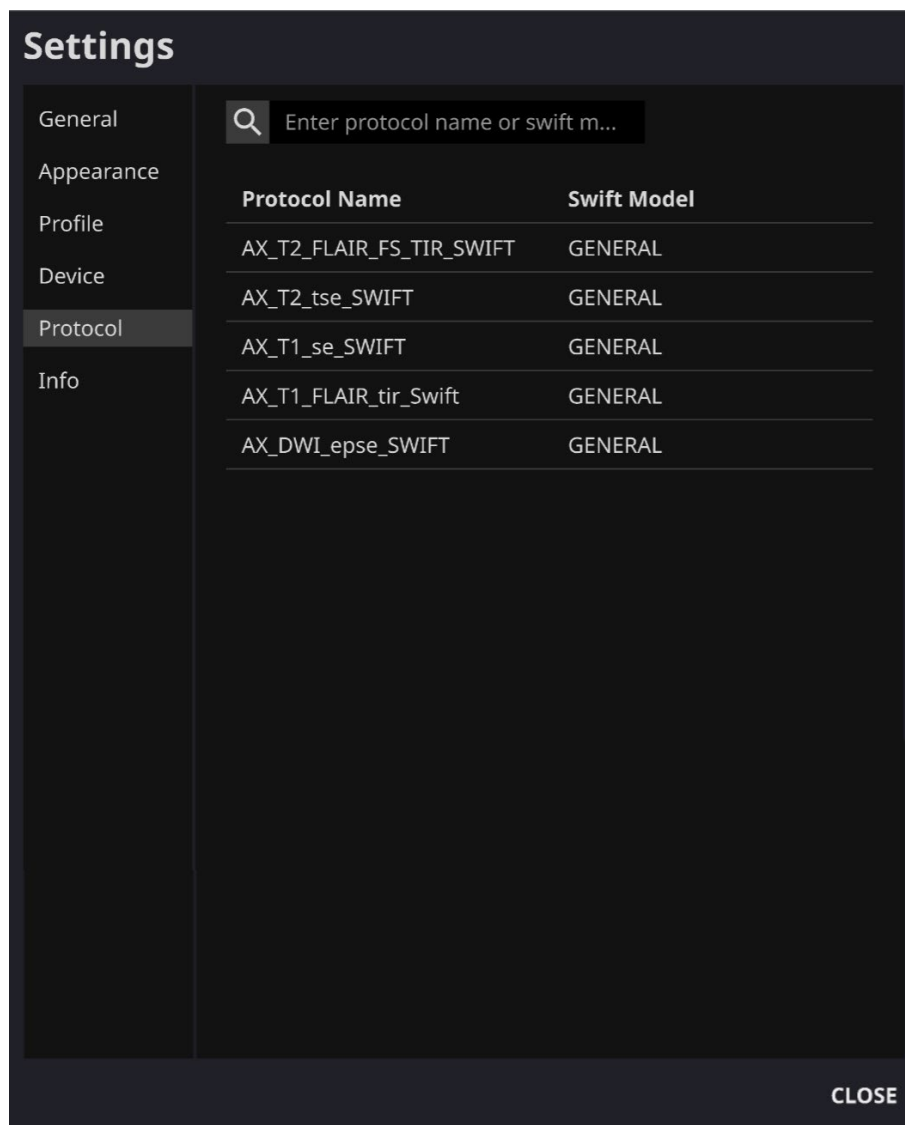 Settings
General
Appearance
Profile
Device
Protocol
Info
Enter protocol name or swift m...
Protocol Name Swift Model
AX_T2_FLAIR_FS_TIR_SWIFT GENERAL
AX_T2_tse_SWIFT GENERAL
AX_T1_se_SWIFT GENERAL
AX_T1_FLAIR_tir_Swift GENERAL
AX_DWI_epse_SWIFT GENERAL
CLOSE